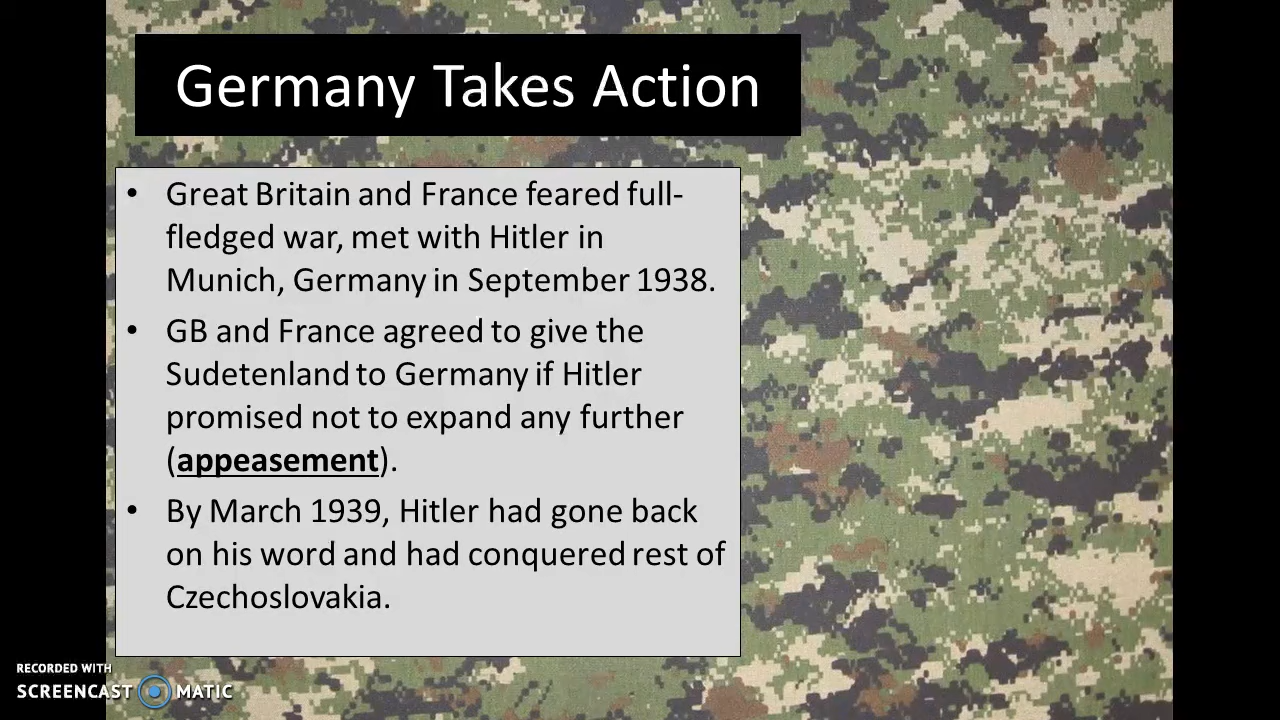 Germany Takes Action
• Great Britain and France feared full-
fledged war, met with Hitler in
Munich, Germany in September 1938.
• GB and France agreed to give the
Sudetenland to Germany if Hitler
promised not to expand any further
(appeasement).
• By March 1939, Hitler had gone back
on his word and had conquered rest of
Czechoslovakia.
RECORDED WITH
SCREENCAST MATIC